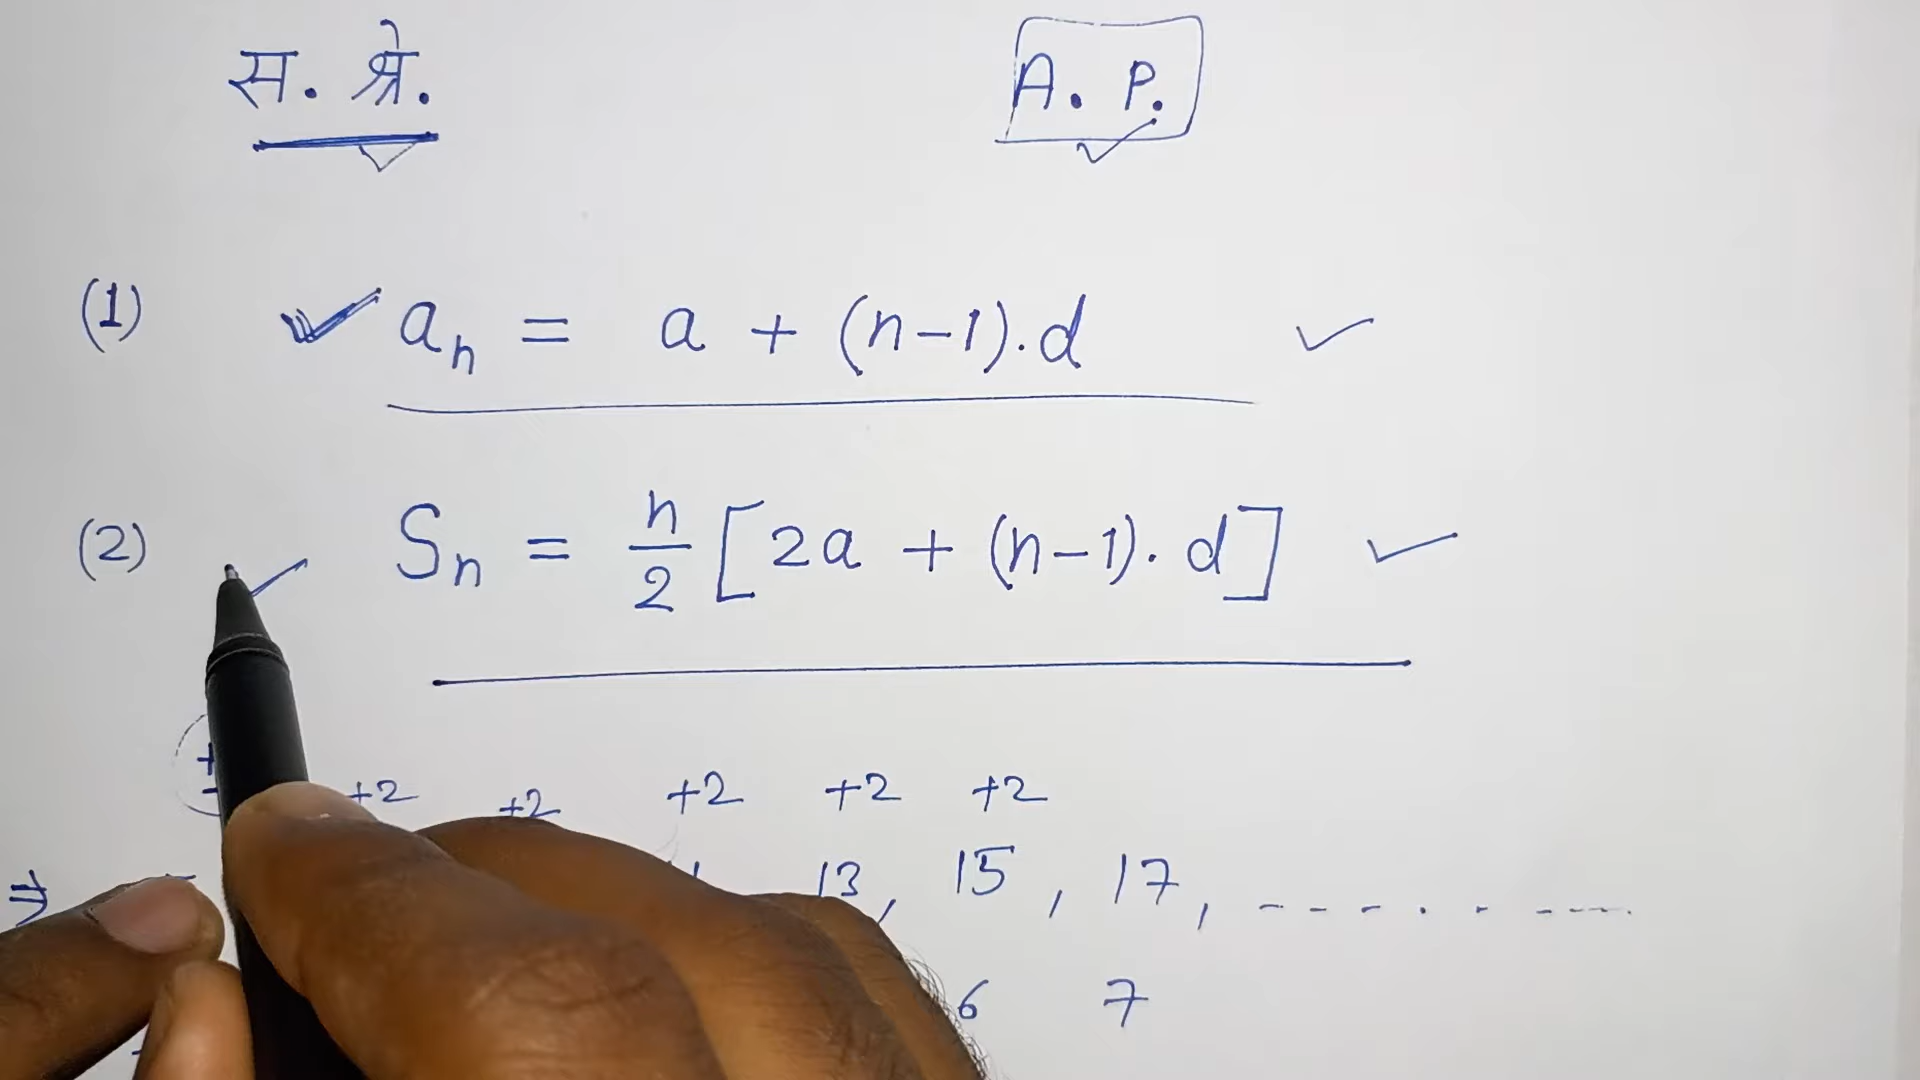 स. श्रे. A. P.
(1) aₙ = a + (n-1).d
(2) Sₙ = n/2 [2a + (n-1). d]
+2 +2 +2 +2 +2
⇒ 13, 15, 17, ---------
6 7